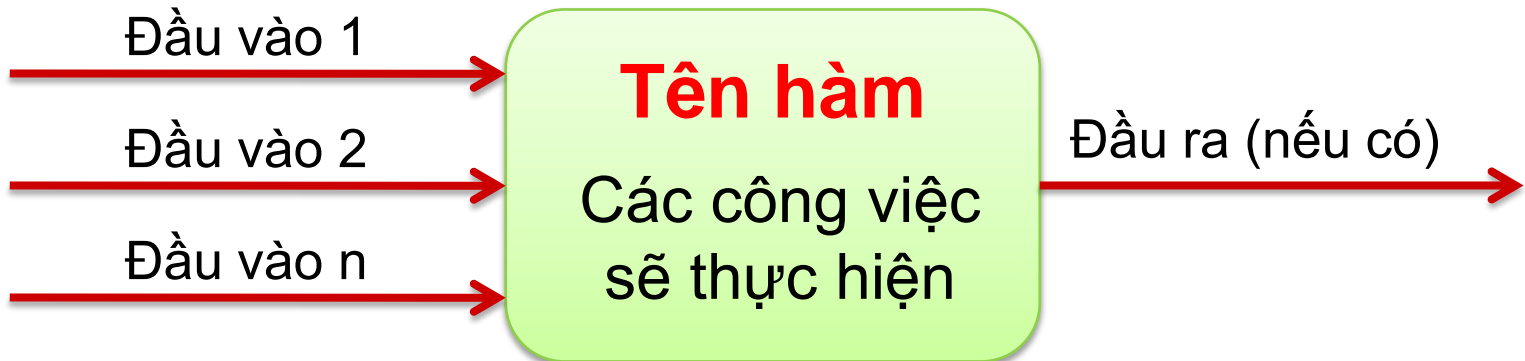 Đầu vào 1
Đầu vào 2
Đầu vào n
Tên hàm
Các công việc
sẽ thực hiện
Đầu ra (nếu có)